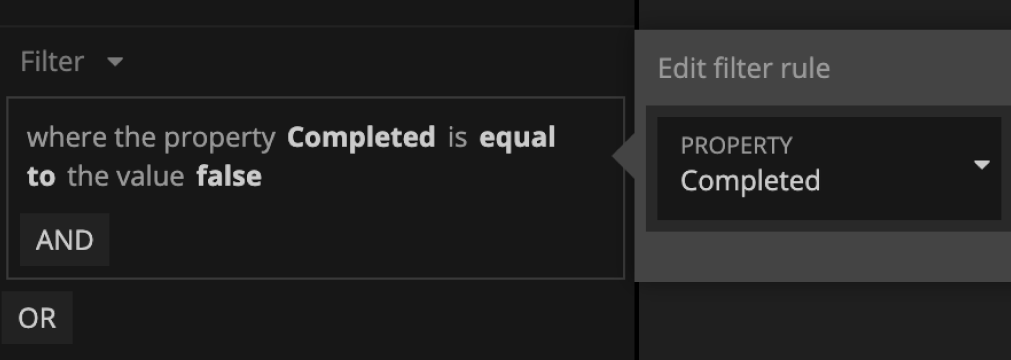 Filter
where the property Completed is equal
to the value false
AND
OR
Edit filter rule
PROPERTY
Completed